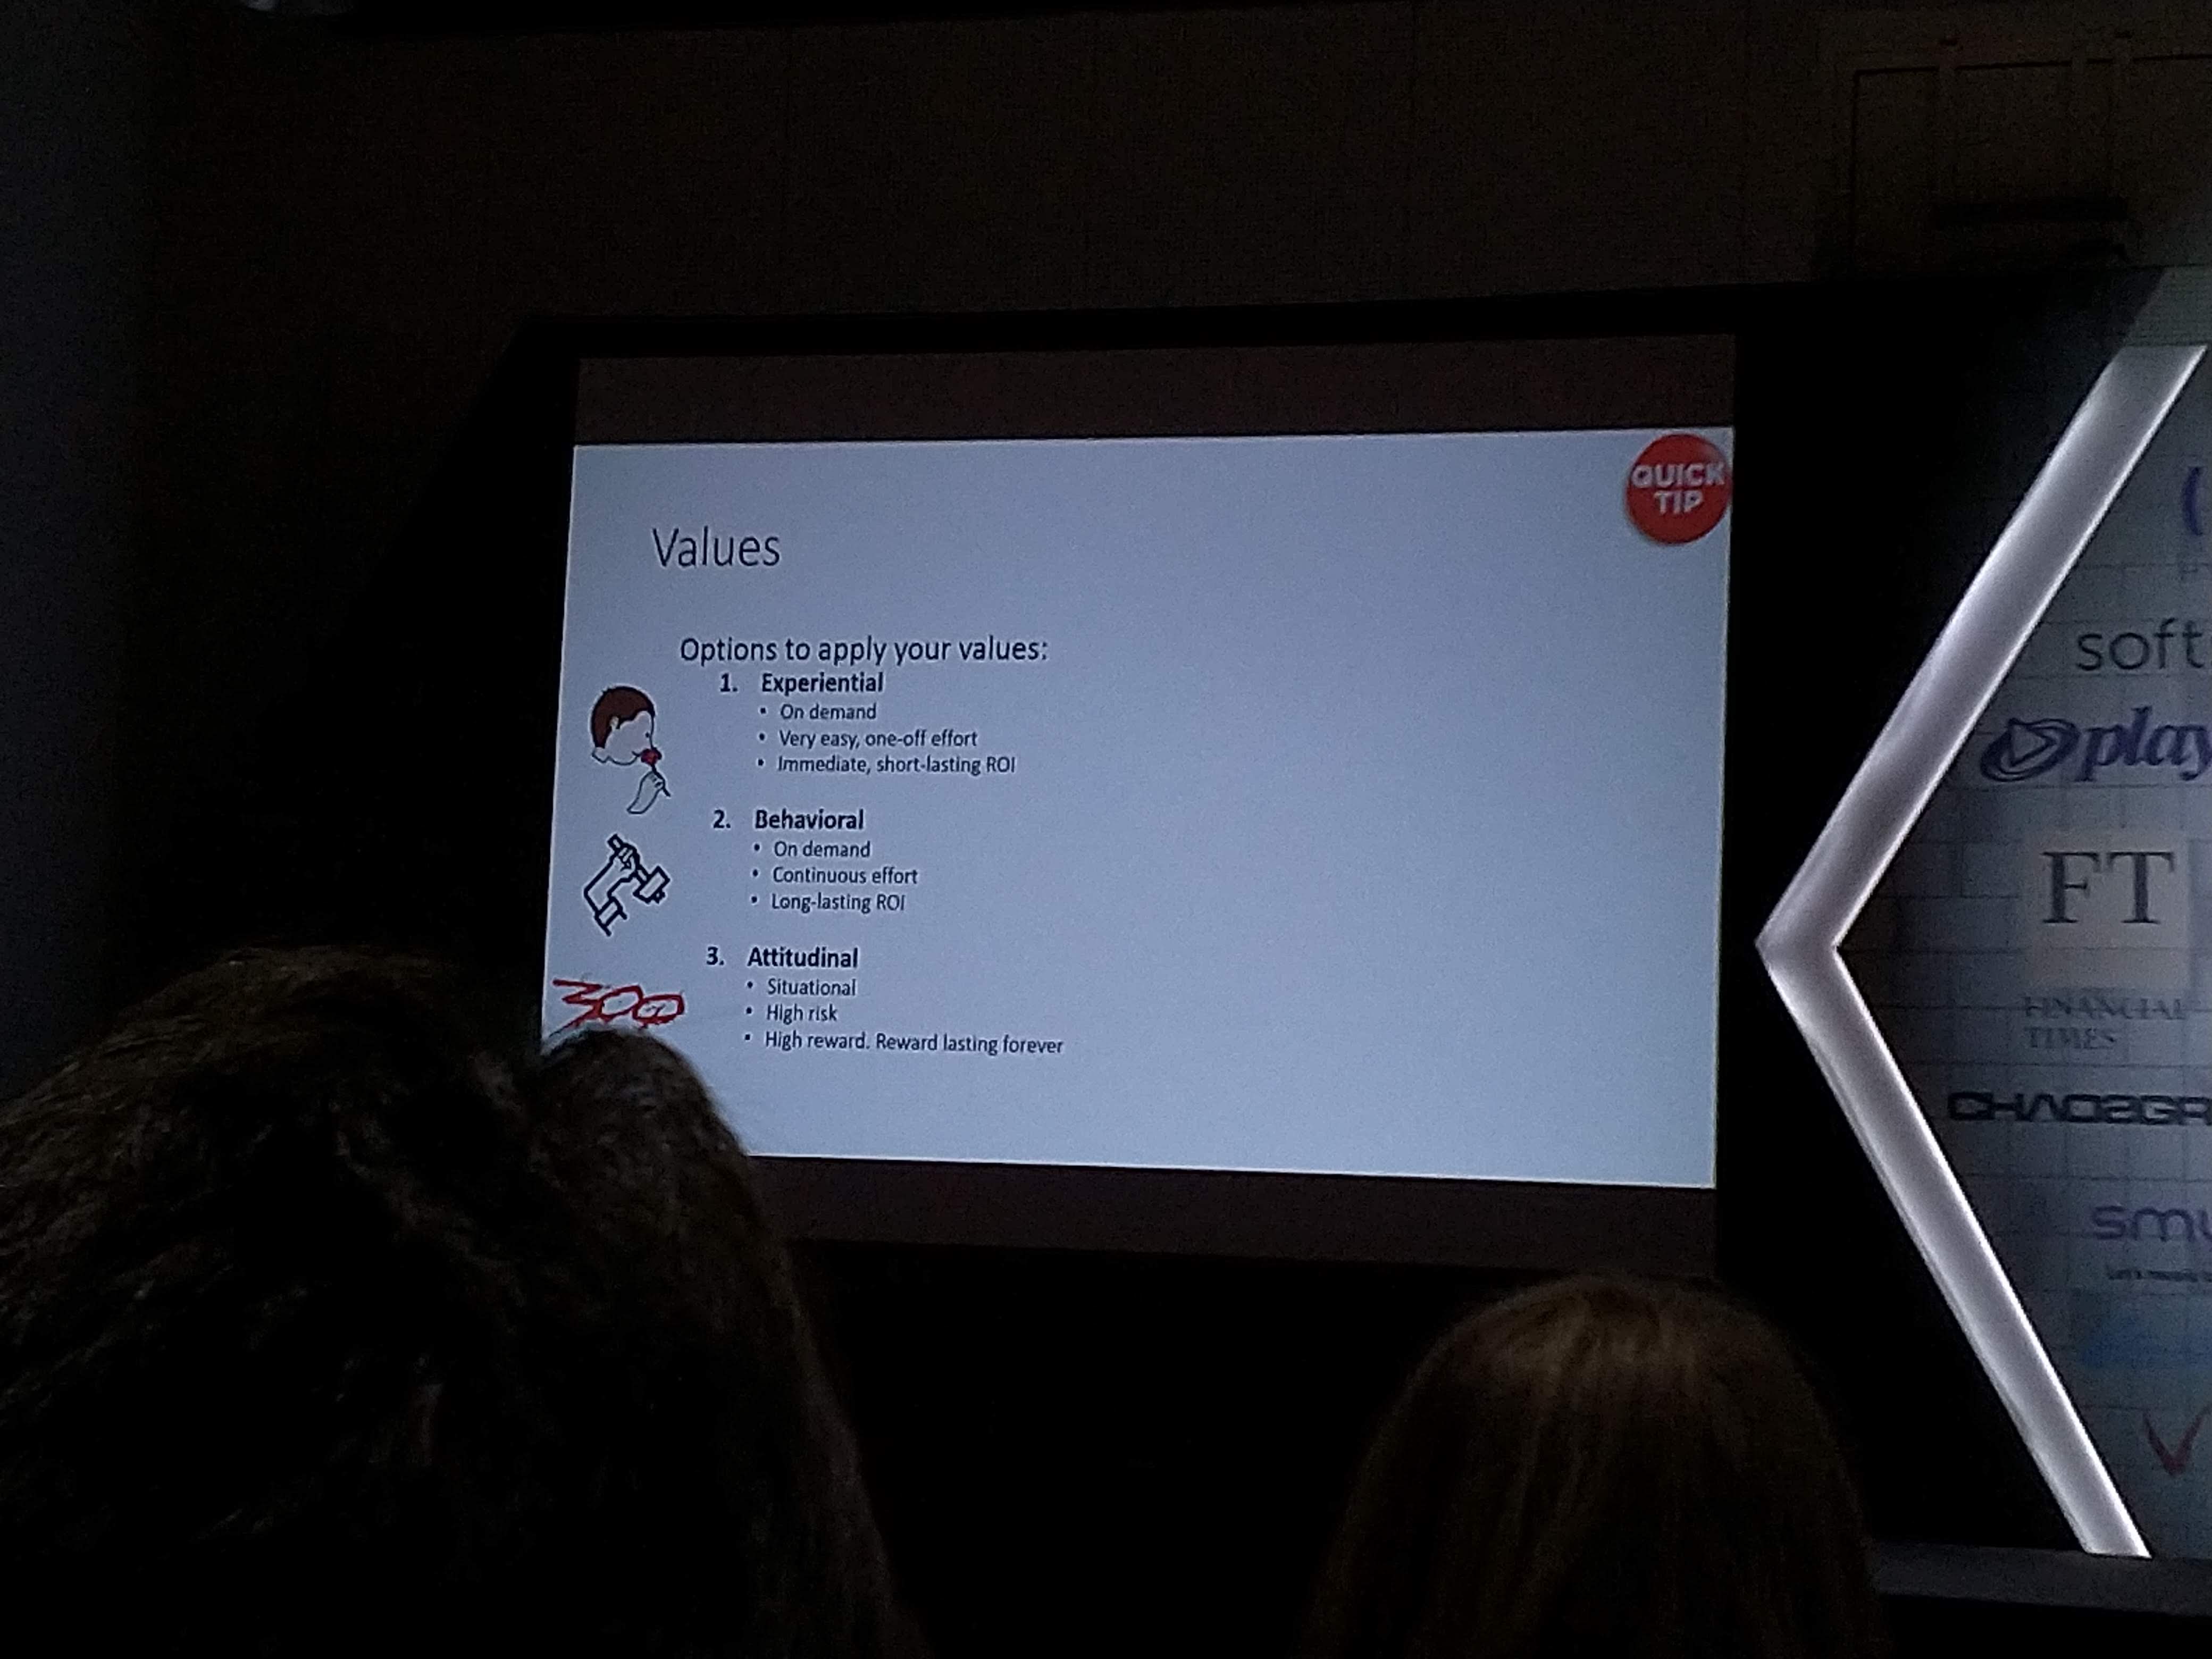 QUICK
TIP
Values
Options to apply your values:
1. Experiential
• On demand
• Very easy, one-off effort
• Immediate, short-lasting ROI
2. Behavioral
• On demand
• Continuous effort
• Long-lasting ROI
3. Attitudinal
• Situational
• High risk
• High reward. Reward lasting forever
300
soft
play
FT
FINANCIAL
TIMES
CHAOSGR